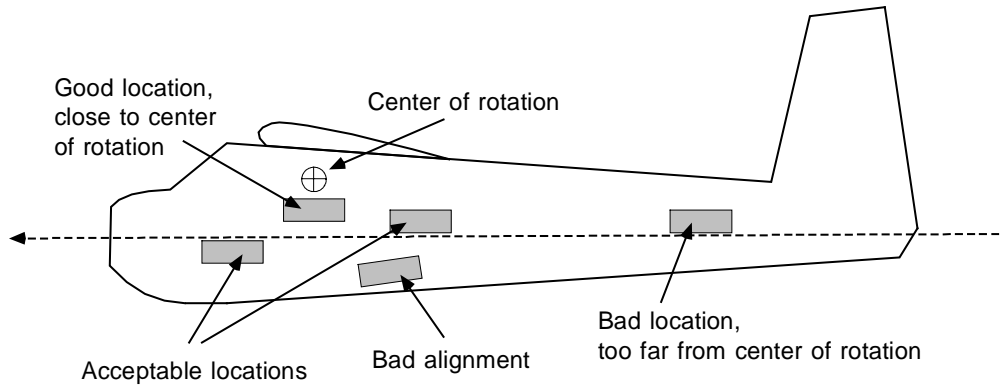 Good location,
close to center
of rotation
Center of rotation
Acceptable locations
Bad alignment
Bad location,
too far from center of rotation